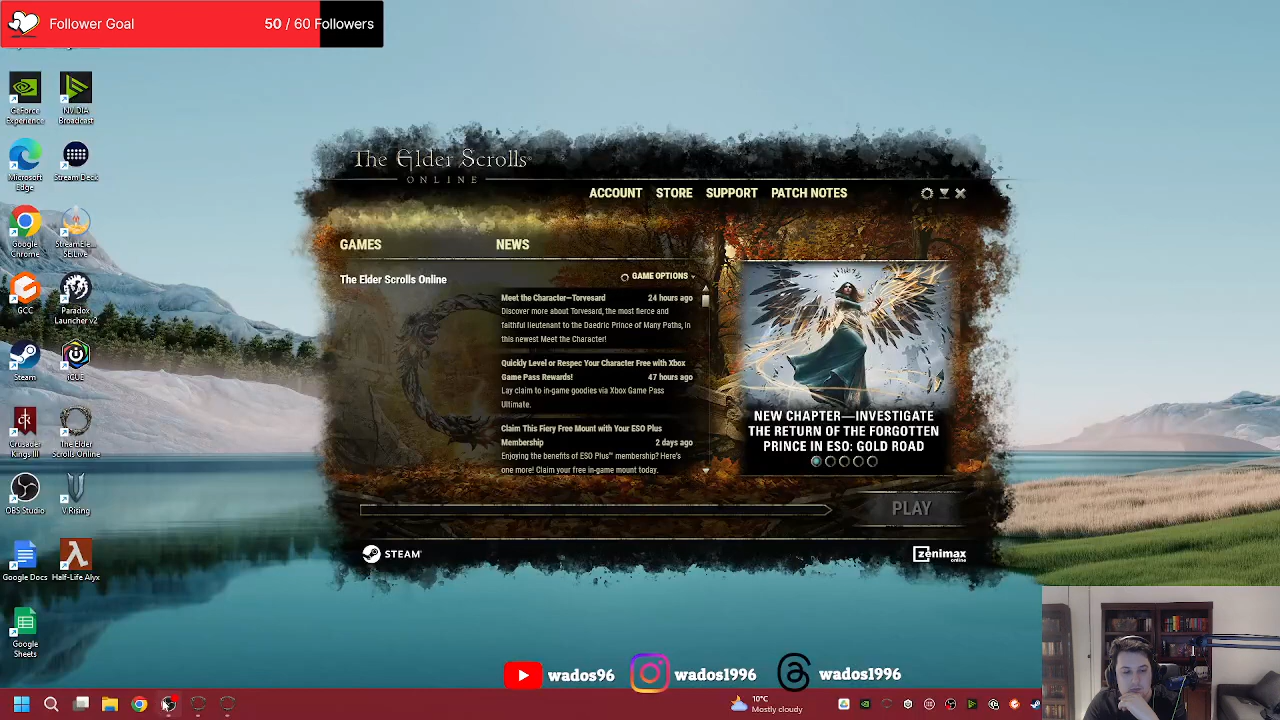 Follower Goal
50 / 60 Followers
GeForce
Experience
NVIDIA
Broadcast
Microsoft
Edge
Stream Deck
Google
Chrome
StreamEle...
SE.Live
GCC
Paradox
Launcher v2
Steam
iCUE
Crusader
Kings III
The Elder
Scrolls Online
OBS Studio
V Rising
Google Docs
Half-Life Alyx
Google
Sheets
The Elder Scrolls
ONLINE
ACCOUNT
STORE
SUPPORT
PATCH NOTES
GAMES
NEWS
The Elder Scrolls Online
GAME OPTIONS
Meet the Character—Torvesard
24 hours ago
Discover more about Torvesard, the most fierce and
faithful lieutenant to the Daedric Prince of Many Paths, in
this newest Meet the Character!
Quickly Level or Respec Your Character Free with Xbox
Game Pass Rewards!
47 hours ago
Lay claim to in-game goodies via Xbox Game Pass
Ultimate.
Claim This Fiery Free Mount with Your ESO Plus
Membership
2 days ago
Enjoying the benefits of ESO Plus™ membership? Here's
one more! Claim your free in-game mount today.
NEW CHAPTER—INVESTIGATE
THE RETURN OF THE FORGOTTEN
PRINCE IN ESO: GOLD ROAD
PLAY
STEAM
zenimax
online
wados96
wados1996
wados1996
10°C
Mostly cloudy